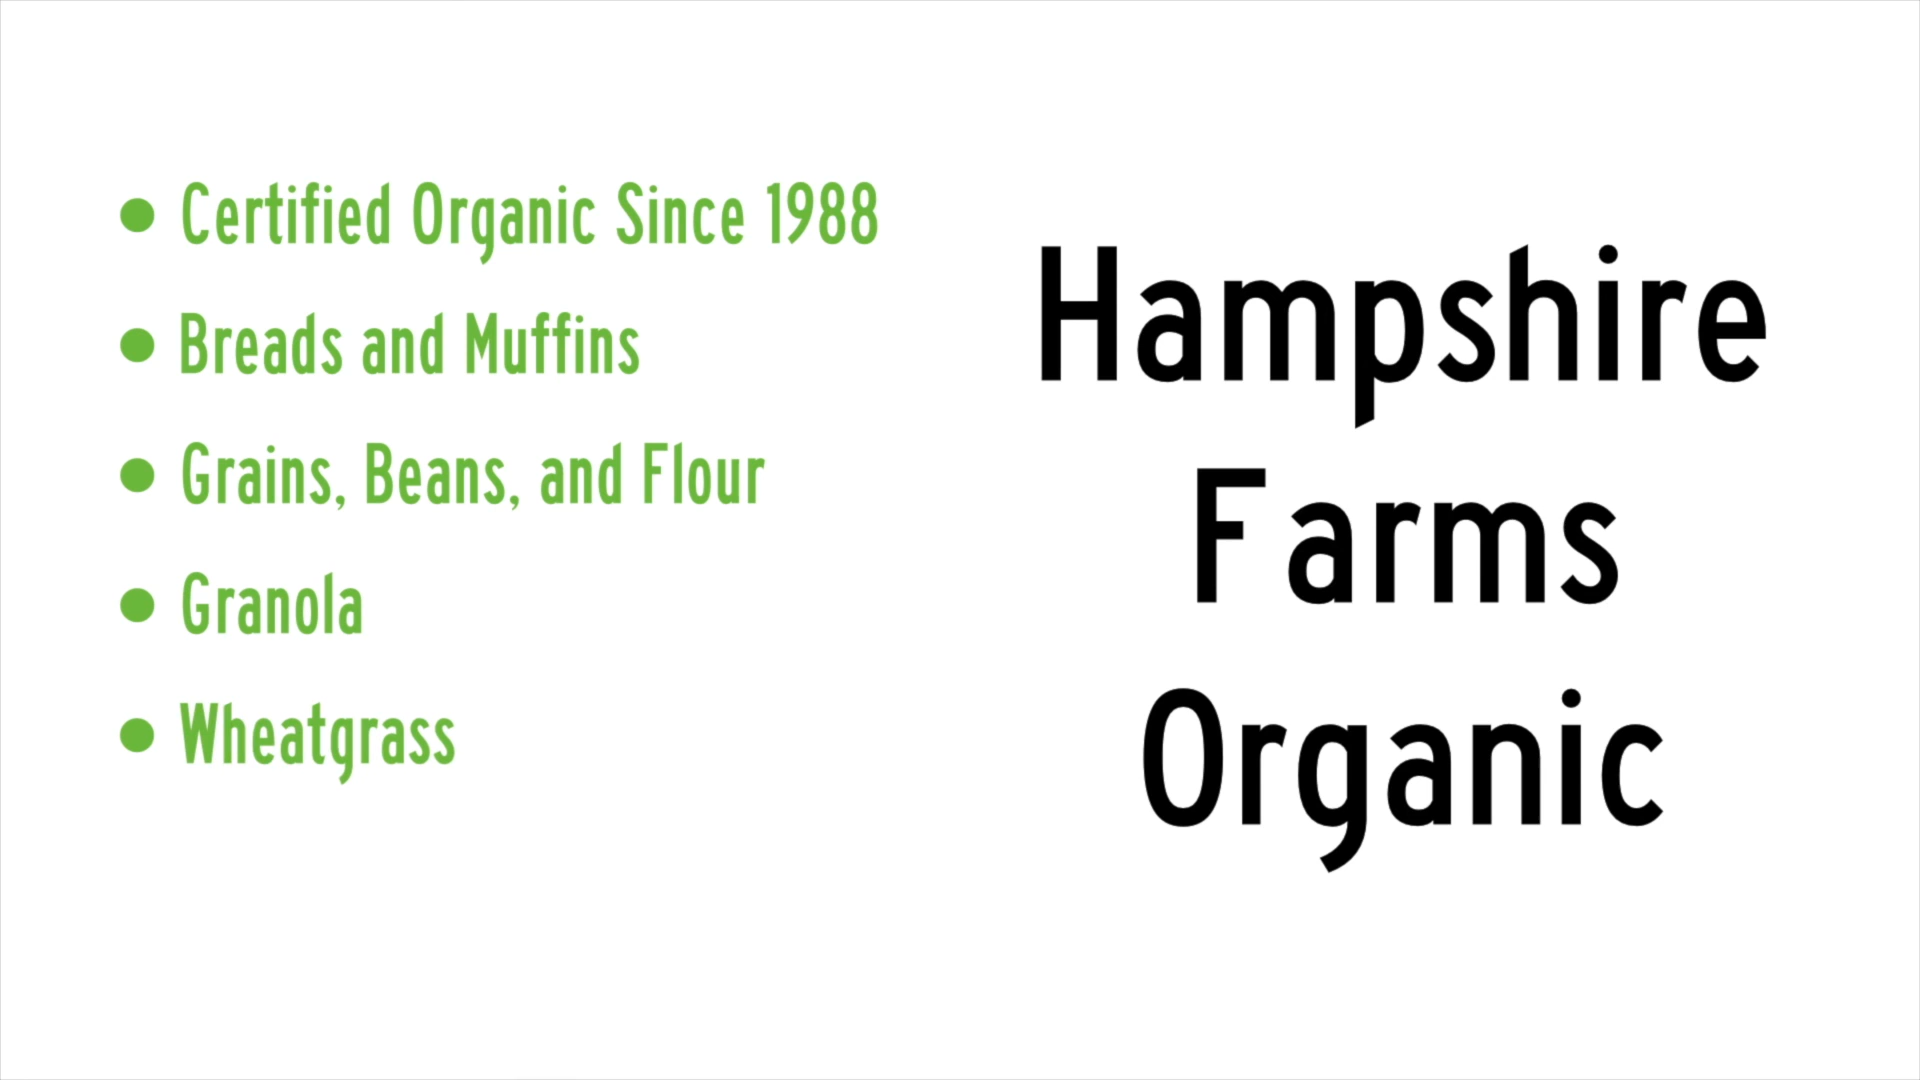 • Certified Organic Since 1988
• Breads and Muffins
• Grains, Beans, and Flour
• Granola
• Wheatgrass
Hampshire
Farms
Organic